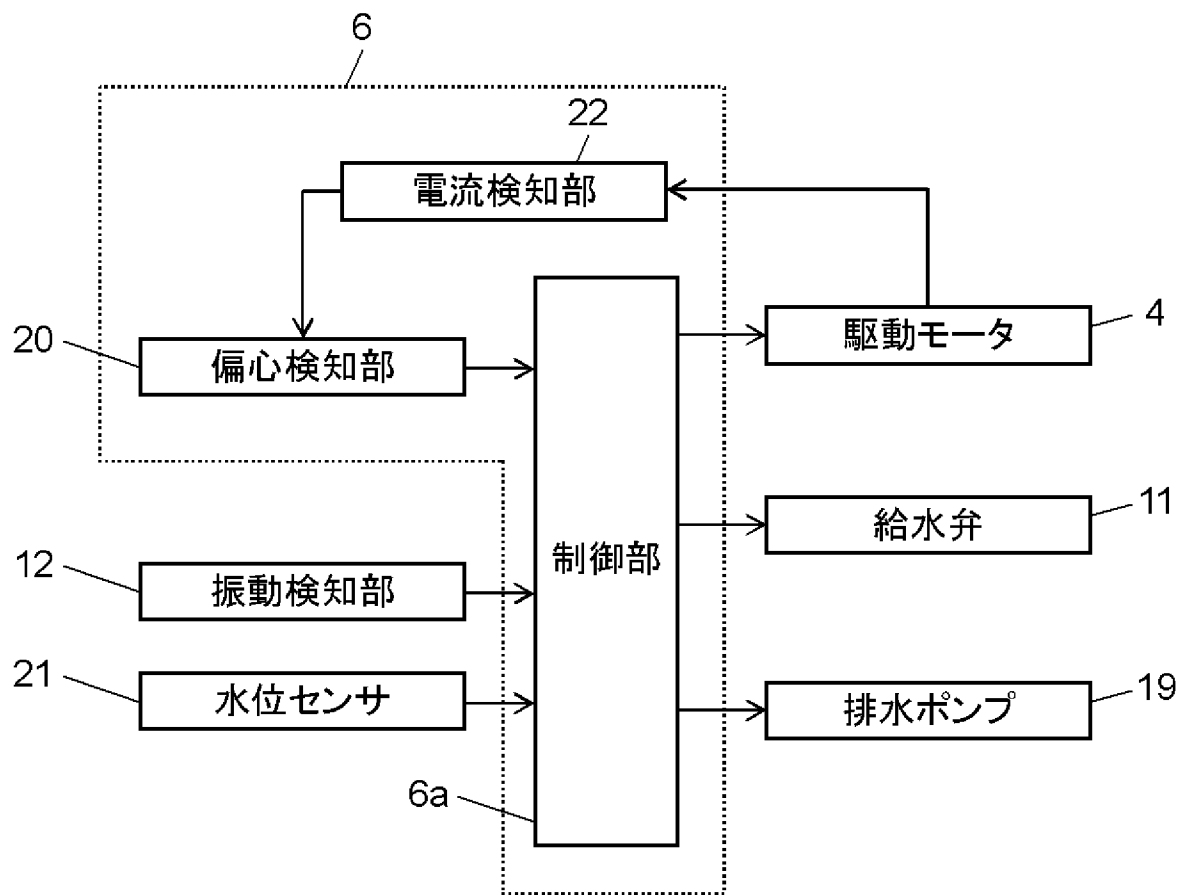 6
22
電流検知部
4
駆動モータ
20
偏心検知部
11
給水弁
制御部
12
振動検知部
21
水位センサ
19
排水ポンプ
6a